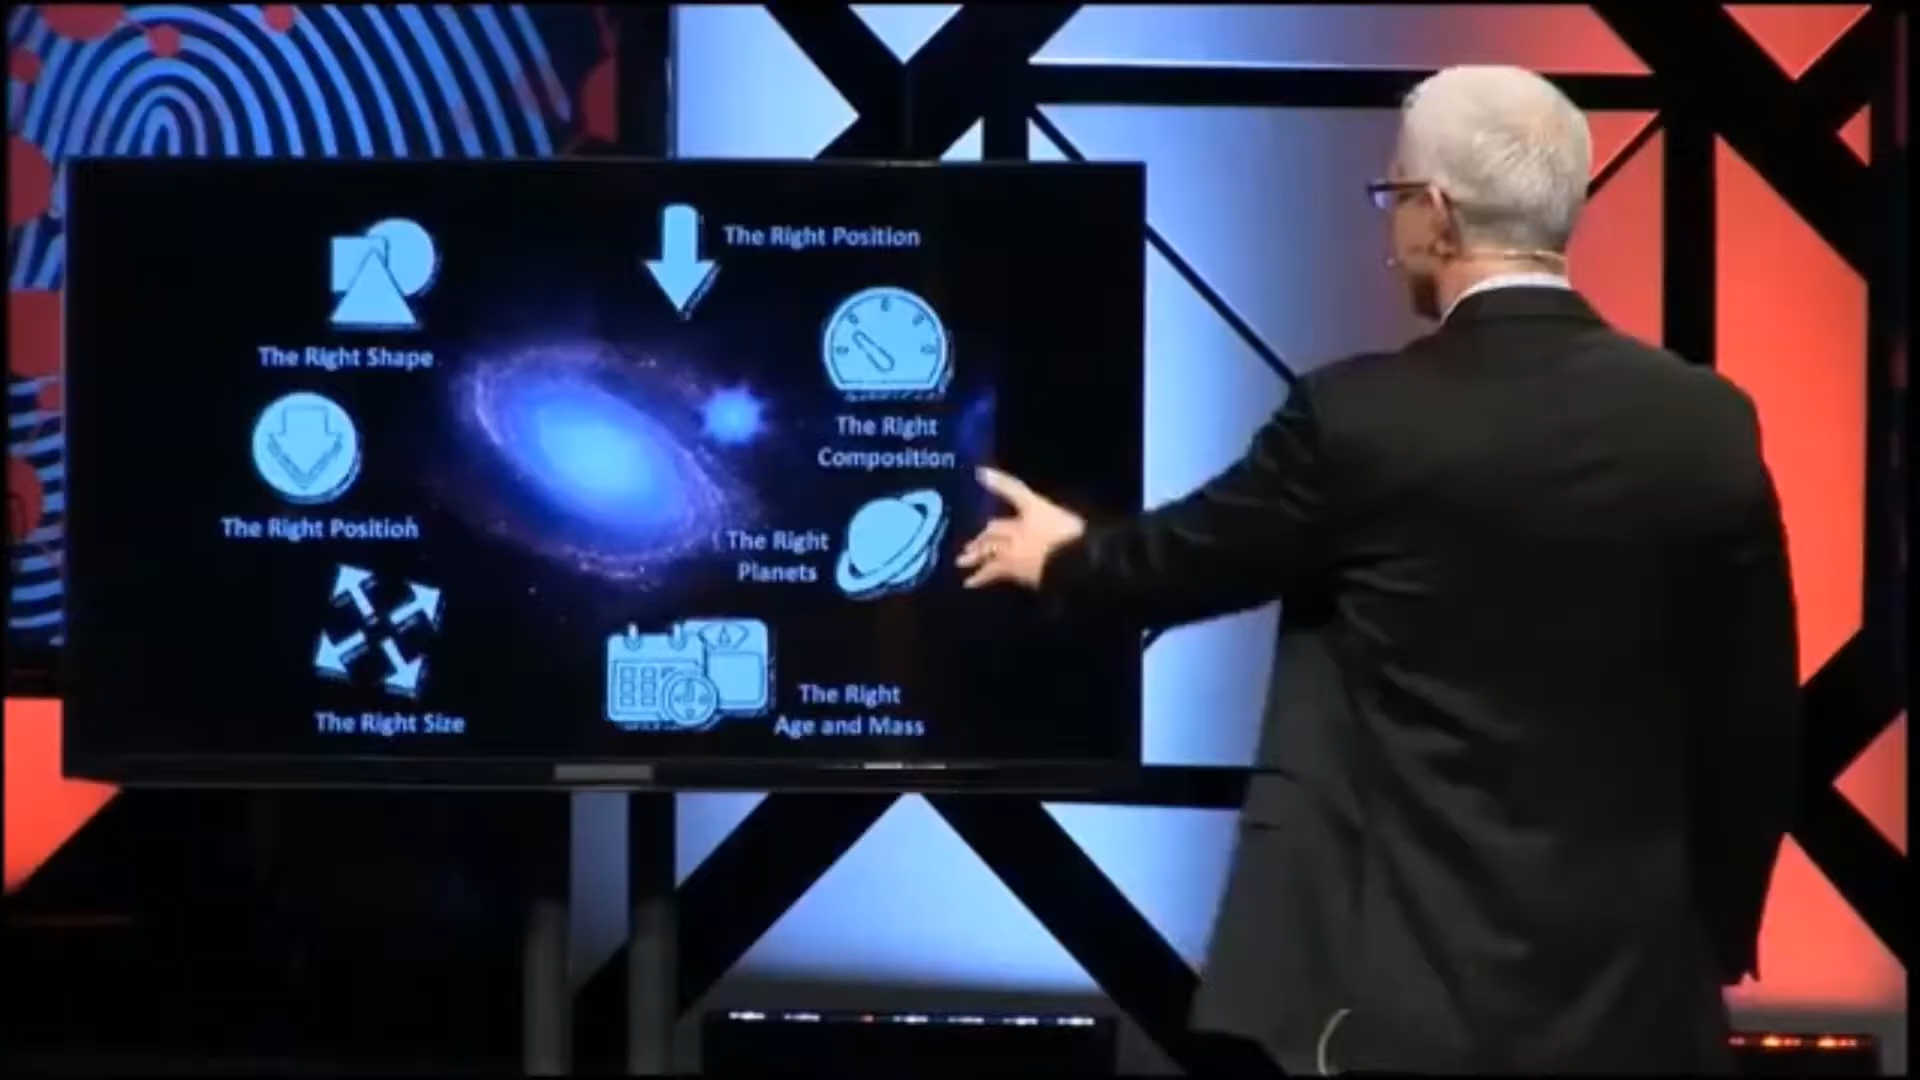 The Right Position
The Right Shape
The Right
Composition
The Right Position
The Right
Planets
The Right Size
The Right
Age and Mass